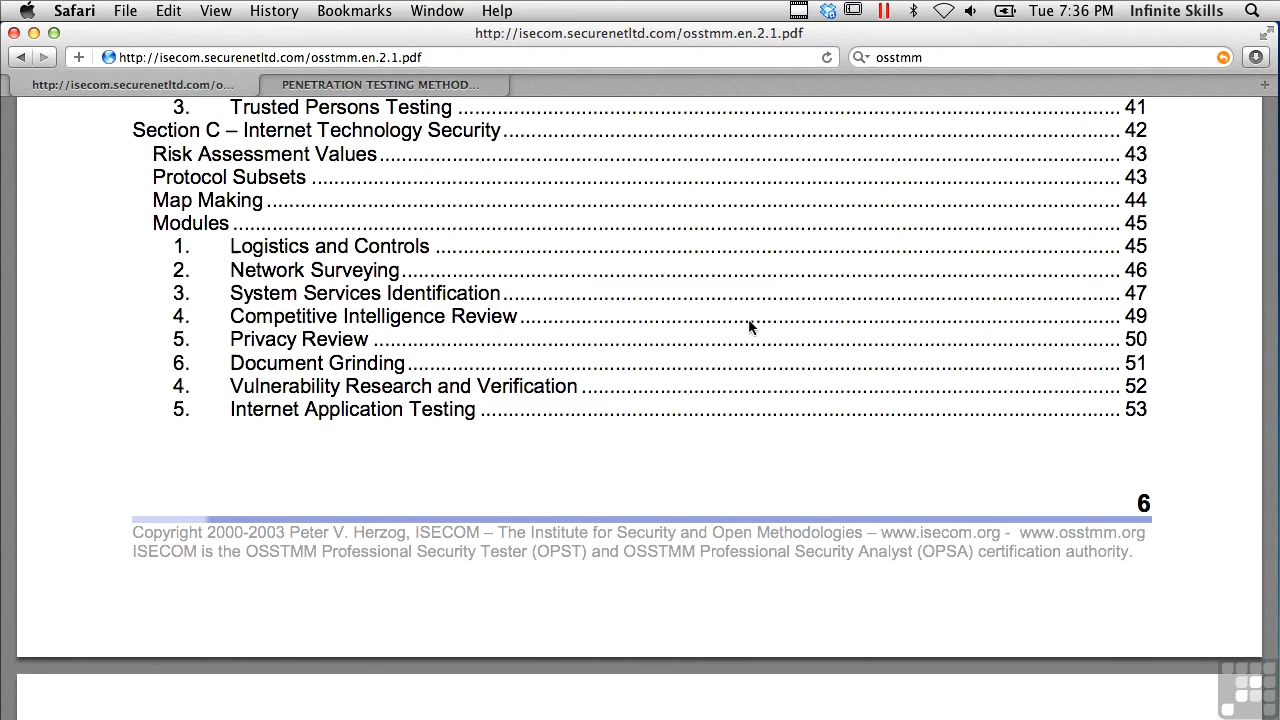 Safari File Edit View History Bookmarks Window Help Tue 7:36 PM Infinite Skills
http://isecom.securenetltd.com/osstmm.en.2.1.pdf
http://isecom.securenetltd.com/osstmm.en.2.1.pdf osstmm
http://isecom.securenetltd.com/o... PENETRATION TESTING METHOD...
3. Trusted Persons Testing ........ 41
Section C – Internet Technology Security ........ 42
Risk Assessment Values ........ 43
Protocol Subsets ........ 43
Map Making ........ 44
Modules ........ 45
1. Logistics and Controls ........ 45
2. Network Surveying ........ 46
3. System Services Identification ........ 47
4. Competitive Intelligence Review ........ 49
5. Privacy Review ........ 50
6. Document Grinding ........ 51
4. Vulnerability Research and Verification ........ 52
5. Internet Application Testing ........ 53
6
Copyright 2000-2003 Peter V. Herzog, ISECOM – The Institute for Security and Open Methodologies – www.isecom.org - www.osstmm.org
ISECOM is the OSSTMM Professional Security Tester (OPST) and OSSTMM Professional Security Analyst (OPSA) certification authority.